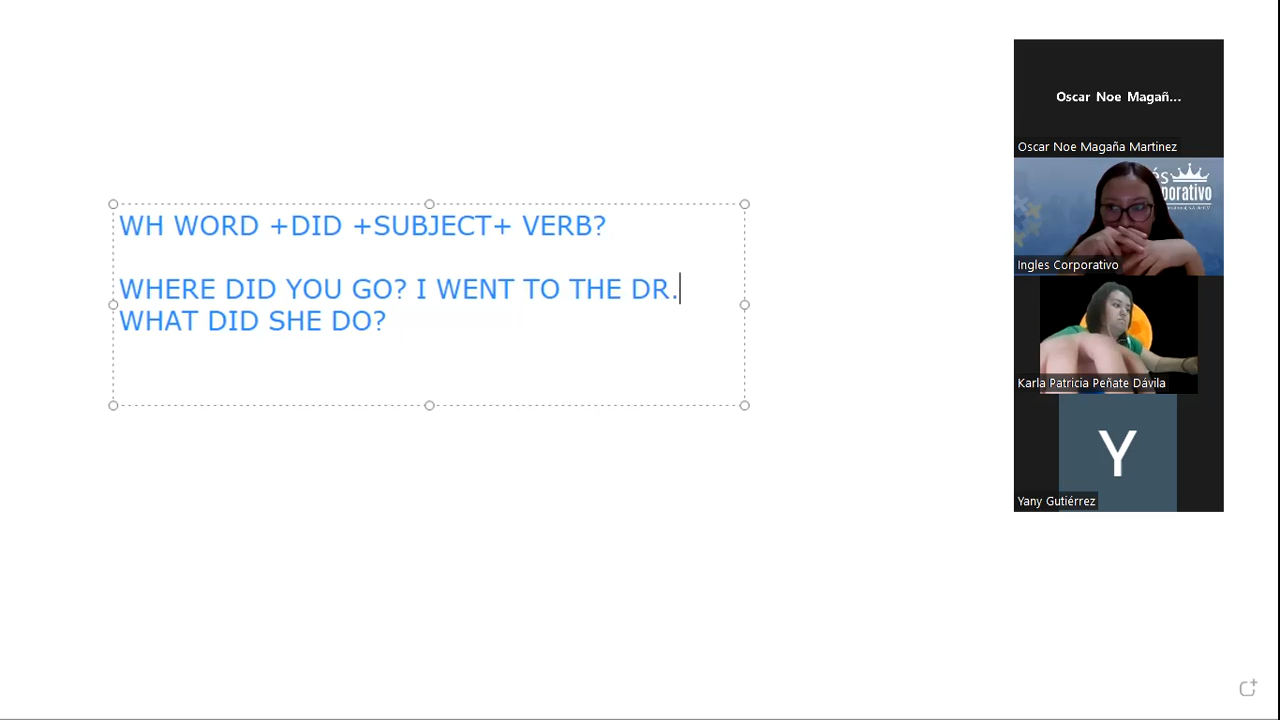 WH WORD +DID +SUBJECT+ VERB?
WHERE DID YOU GO? I WENT TO THE DR.
WHAT DID SHE DO?
Oscar Noe Magañ...
Oscar Noe Magaña Martinez
Ingles Corporativo
Karla Patricia Peñate Dávila
Y
Yany Gutiérrez